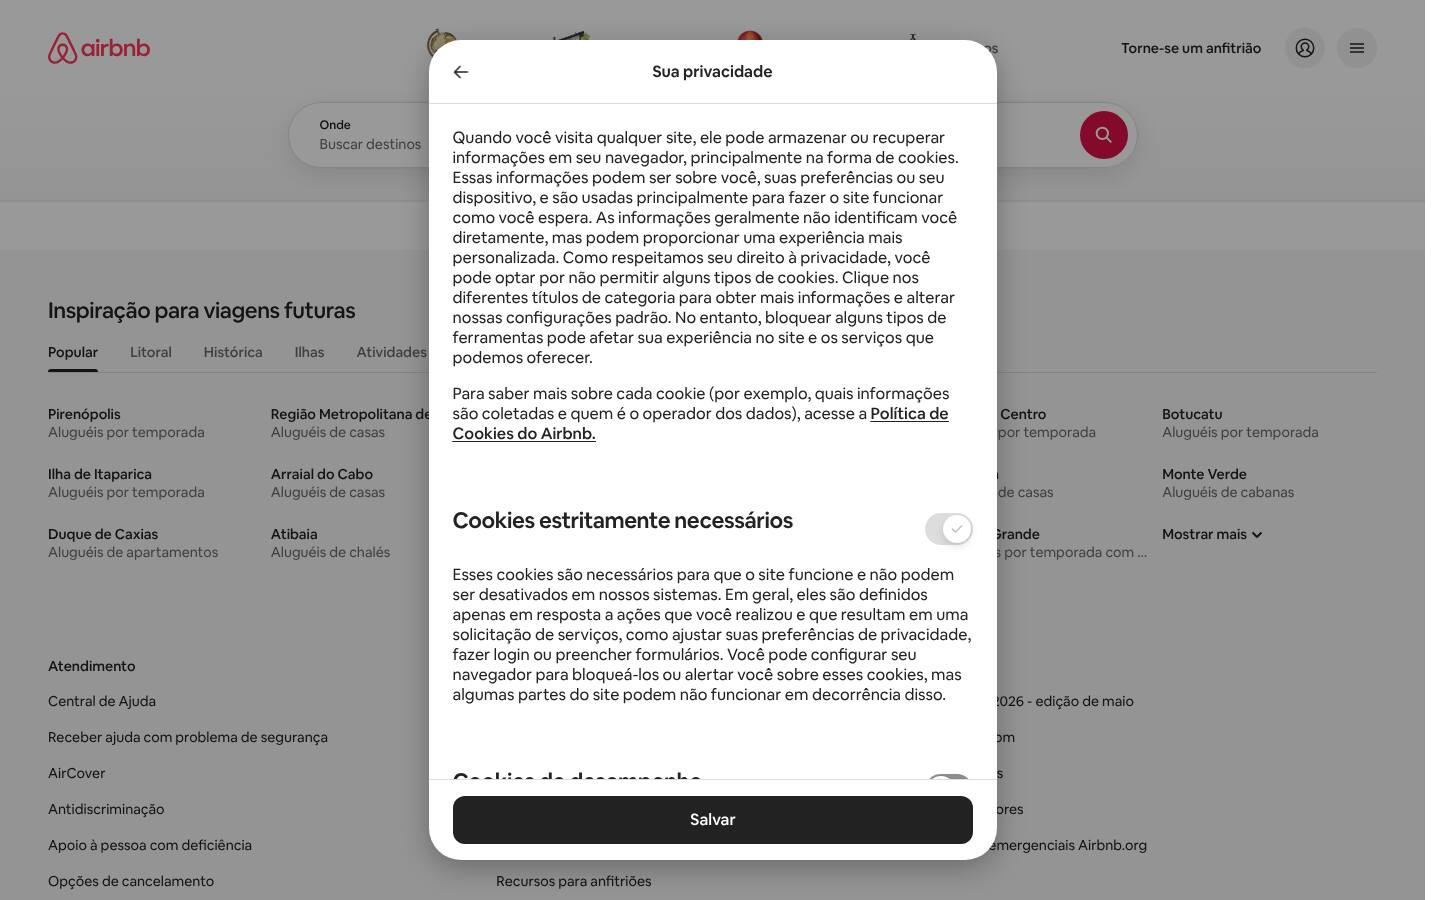 airbnb
Torne-se um anfitrião
Onde
Buscar destinos
Sua privacidade
Quando você visita qualquer site, ele pode armazenar ou recuperar
informações em seu navegador, principalmente na forma de cookies.
Essas informações podem ser sobre você, suas preferências ou seu
dispositivo, e são usadas principalmente para fazer o site funcionar
como você espera. As informações geralmente não identificam você
diretamente, mas podem proporcionar uma experiência mais
personalizada. Como respeitamos seu direito à privacidade, você
pode optar por não permitir alguns tipos de cookies. Clique nos
diferentes títulos de categoria para obter mais informações e alterar
nossas configurações padrão. No entanto, bloquear alguns tipos de
ferramentas pode afetar sua experiência no site e os serviços que
podemos oferecer.
Para saber mais sobre cada cookie (por exemplo, quais informações
são coletadas e quem é o operador dos dados), acesse a Política de
Cookies do Airbnb.
Cookies estritamente necessários
Esses cookies são necessários para que o site funcione e não podem
ser desativados em nossos sistemas. Em geral, eles são definidos
apenas em resposta a ações que você realizou e que resultam em uma
solicitação de serviços, como ajustar suas preferências de privacidade,
fazer login ou preencher formulários. Você pode configurar seu
navegador para bloqueá-los ou alertar você sobre esses cookies, mas
algumas partes do site podem não funcionar em decorrência disso.
Cookies de desempenho
Salvar
Inspiração para viagens futuras
Popular Litoral Histórica Ilhas Atividades
Pirenópolis
Aluguéis por temporada
Região Metropolitana de
Aluguéis de casas
Centro
por temporada
Botucatu
Aluguéis por temporada
Ilha de Itaparica
Aluguéis por temporada
Arraial do Cabo
Aluguéis de casas
de casas
Monte Verde
Aluguéis de cabanas
Duque de Caxias
Aluguéis de apartamentos
Atibaia
Aluguéis de chalés
Grande
por temporada com ...
Mostrar mais
Atendimento
Central de Ajuda
Receber ajuda com problema de segurança
AirCover
Antidiscriminação
Apoio à pessoa com deficiência
Opções de cancelamento
Recursos para anfitriões
2026 - edição de maio
emergenciais Airbnb.org